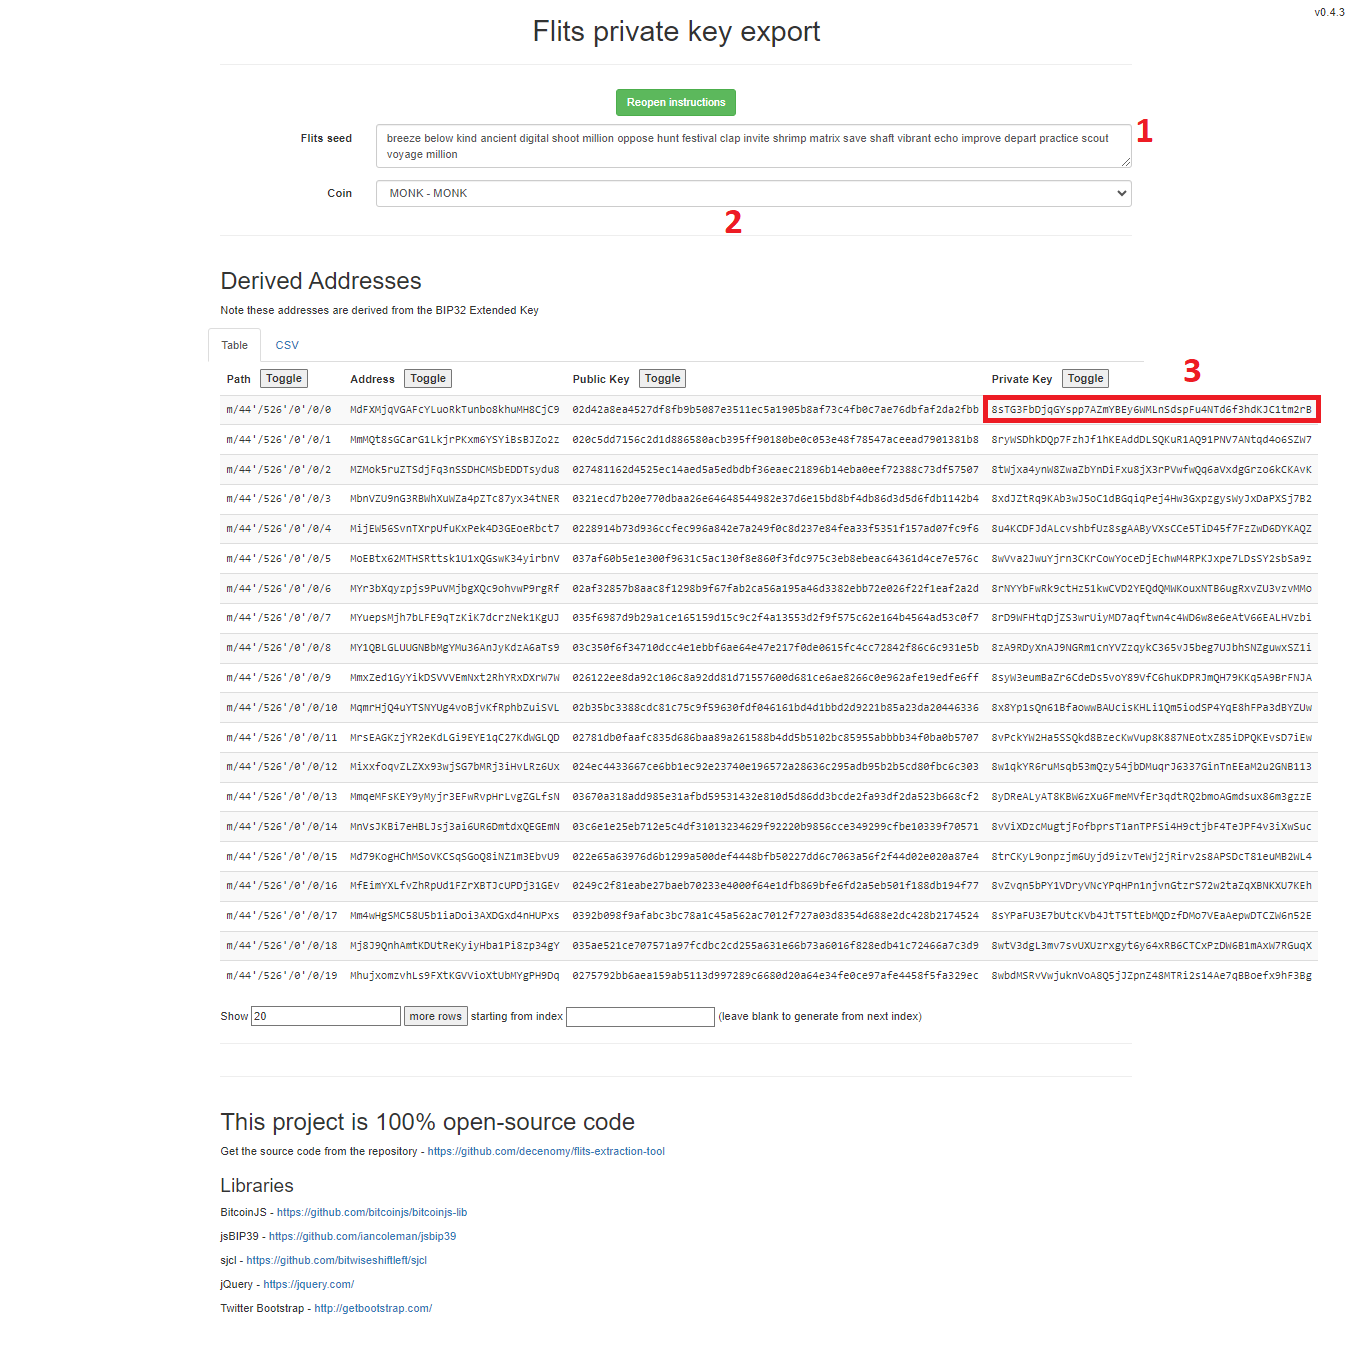 v0.4.3
Flits private key export
Reopen instructions
1
Flits seed
breeze below kind ancient digital shoot million oppose hunt festival clap invite shrimp matrix save shaft vibrant echo improve depart practice scout
voyage million
Coin
MONK - MONK
2
Derived Addresses
Note these addresses are derived from the BIP32 Extended Key
Table CSV
3
Path Toggle Address Toggle Public Key Toggle Private Key Toggle
m/44'/526'/0'/0/0 MdFXMjqVGAFcYLuoRkTunbo8khuMH8CjC9 02d42a8ea4527df8fb9b5087e3511ec5a1905b8af73c4fb0c7ae76dbfaf2da2fbb 8sTG3FbDjqGYspp7AZmYBEy6WMLnSdspFu4NTd6f3hdKJC1tm2rB
m/44'/526'/0'/0/1 MmMQt8sGCarG1LkjrPKxm6YSYiBsBJZo2z 020c5dd7156c2d1d886580acb395ff90180be0c053e48f78547aceead7901381b8 8ryWSDhkDQp7FzhJf1hKEAddDLSQKuR1AQ91PNV7ANtqd4o6SZW7
m/44'/526'/0'/0/2 MZMok5ruZTSdjFq3nSSDHCMSbEDDTsydu8 027481162d4525ec14aed5a5edbdbf36eaec21896b14eba0eef72388c73df57507 8tWjxa4ynW8ZwaZbYnDiFxu8jX3rPVwfwQq6aVxdgGrzo6kCKAvK
m/44'/526'/0'/0/3 MbnVZU9nG3RBWhXuWZa4pZTc87yx34tNER 0321ecd7b20e770dbaa26e64648544982e37d6e15bd8bf4db86d3d5d6fdb1142b4 8xdJZtRq9KAb3wJ5oC1dBGqiqPej4Hw3GxpzgysWyJxDaPXSj7B2
m/44'/526'/0'/0/4 MijEW56SvnTXrpUfuKxPek4D3GEoeRbct7 0228914b73d936ccfec996a842e7a249f0c8d237e84fea33f5351f157ad07fc9f6 8u4KCDFJdALcvshbfUz8sgAAByVXsCCe5TiD45f7FzZwD6DYKAQZ
m/44'/526'/0'/0/5 MoEBtx62MTHSRttsk1U1xQGswK34yirbnV 037af60b5e1e300f9631c5ac130f8e860f3fdc975c3eb8ebeac64361d4ce7e576c 8wVva2JwuYjrn3CKrCowYoceDjEchwM4RPKJxpe7LDsSY2sbSa9z
m/44'/526'/0'/0/6 MYr3bXqyzpjs9PuVMjbgXQc9ohvwP9rgRf 02af32857b8aac8f1298b9f67fab2ca56a195a46d3382ebb72e026f22f1eaf2a2d 8rNYYbFwRk9ctHz51kwCVD2YEQdQMWKouxNTB6ugRxvZU3vzvMMo
m/44'/526'/0'/0/7 MYuepsMjh7bLFE9qTzKiK7dcrzNek1KgUJ 035f6987d9b29a1ce165159d15c9c2f4a13553d2f9f575c62e164b4564ad53c0f7 8rD9WFHtqDjZS3wrUiyMD7aqftwn4c4WD6w8e6eAtV66EALHVzbi
m/44'/526'/0'/0/8 MY1QBLGLUUGNBbMgYMu36AnJyKdzA6aTs9 03c350f6f34710dcc4e1ebbf6ae64e47e217f0de0615fc4cc72842f86c6c931e5b 8zA9RDyXnAJ9NGRm1cnYVZzqykC365vJ5beg7UJbhSNZguwxSZ1i
m/44'/526'/0'/0/9 MmxZed1GyYikDSVVVEmNxt2RhYRxDXrW7W 026122ee8da92c106c8a92dd81d71557600d681ce6ae8266c0e962afe19edfe6ff 8syW3eumBaZr6CdeDs5voY89VfC6huKDPRJmQH79KKq5A9BrFNJA
m/44'/526'/0'/0/10 MqmrHjQ4uYTSNYUg4voBjvKfRphbZuiSVL 02b35bc3388cdc81c75c9f59630fdf046161bd4d1bbd2d9221b85a23da20446336 8x8Yp1sQn61BfaowwBAUcisKHLi1Qm5iodSP4YqE8hFPa3dBYZUw
m/44'/526'/0'/0/11 MrsEAGKzjYR2eKdLGi9EYE1qC27KdWGLQD 02781db0faafc835d686baa89a261588b4dd5b5102bc85955abbbb34f0ba0b5707 8vPckYW2Ha5SSQkd8BzecKwVup8K887NEotxZ85iDPQKEvsD7iEw
m/44'/526'/0'/0/12 MixxfoqvZLZXx93wjSG7bMRj3iHvLRz6Ux 024ec4433667ce6bb1ec92e23740e196572a28636c295adb95b2b5cd80fbc6c303 8w1qkYR6ruMsqb53mQzy54jbDMuqrJ6337GinTnEEaM2u2GNB113
m/44'/526'/0'/0/13 MmqeMFsKEY9yMyjr3EFwRvpHrLvgZGLfsN 03670a318add985e31afbd59531432e810d5d86dd3bcde2fa93df2da523b668cf2 8yDReALyAT8KBW6zXu6FmeMVfEr3qdtRQ2bmoAGmdsux86m3gzzE
m/44'/526'/0'/0/14 MnVsJKBi7eHBLJsj3ai6UR6DmtdxQEGEmN 03c6e1e25eb712e5c4df31013234629f92220b9856cce349299cfbe10339f70571 8vViXDzcMugtjFofbprsT1anTPFSi4H9ctjbF4TeJPF4v3iXwSuc
m/44'/526'/0'/0/15 Md79KogHChMSoVKCSqSGoQ8iNZ1m3EbvU9 022e65a63976d6b1299a500def4448bfb50227dd6c7063a56f2f44d02e020a87e4 8trCKyL9onpzjm6Uyjd9izvTeWj2jRirv2s8APSDcT81euMB2WL4
m/44'/526'/0'/0/16 MfEimYXLfvZhRpUd1FZrXBTJcUPDj31GEv 0249c2f81eabe27baeb70233e4000f64e1dfb869bfe6fd2a5eb501f188db194f77 8vZvqn5bPY1VDryVNcYPqHPn1njvnGtzrS72w2taZqXBNKXU7KEh
m/44'/526'/0'/0/17 Mm4wHgSMC58U5b1iaDoi3AXDGxd4nHUPxs 0392b098f9afabc3bc78a1c45a562ac7012f727a03d8354d688e2dc428b2174524 8sYPaFU3E7bUtcKVb4JtT5TtEbMQDzfDMo7VEaAepwDTCZW6n52E
m/44'/526'/0'/0/18 Mj8J9QnhAmtKDUtReKyiyHba1Pi8zp34gY 035ae521ce707571a97fcdbc2cd255a631e66b73a6016f828edb41c72466a7c3d9 8wtV3dgL3mv7svUXUzrxgyt6y64xRB6CTCxPzDW6B1mAxW7RGuqX
m/44'/526'/0'/0/19 MhujxomzvhLs9FXtKGVVioXtUbMYgPH9Dq 0275792bb6aea159ab5113d997289c6680d20a64e34fe0ce97afe4458f5fa329ec 8wbdMSRvVwjuknVoA8Q5jJZpnZ48MTRi2s14Ae7qBBoefx9hF3Bg
Show 20 more rows starting from index (leave blank to generate from next index)
This project is 100% open-source code
Get the source code from the repository - https://github.com/decenomy/flits-extraction-tool
Libraries
BitcoinJS - https://github.com/bitcoinjs/bitcoinjs-lib
jsBIP39 - https://github.com/iancoleman/jsbip39
sjcl - https://github.com/bitwiseshiftleft/sjcl
jQuery - https://jquery.com/
Twitter Bootstrap - http://getbootstrap.com/